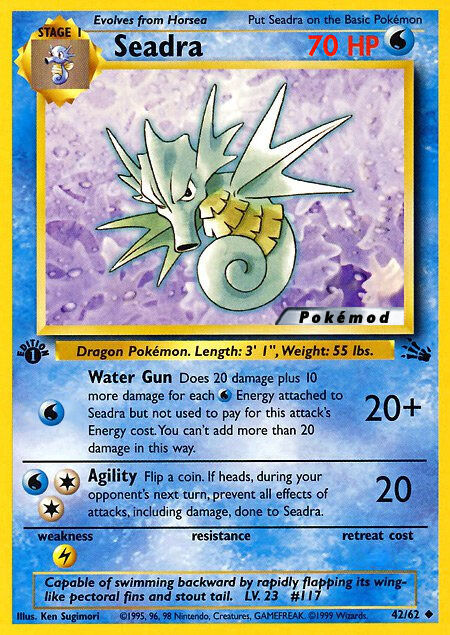 Evolves from Horsea Put Seadra on the Basic Pokémon
STAGE 1 Seadra 70 HP
Pokémod
EDITION 1
Dragon Pokémon. Length: 3' 1", Weight: 55 lbs.
Water Gun Does 20 damage plus 10
more damage for each Energy attached to
Seadra but not used to pay for this attack's
Energy cost. You can't add more than 20
damage in this way.
20+
Agility Flip a coin. If heads, during your
opponent's next turn, prevent all effects of
attacks, including damage, done to Seadra.
20
weakness resistance retreat cost
Capable of swimming backward by rapidly flapping its wing-
like pectoral fins and stout tail. LV. 23 #117
Illus. Ken Sugimori ©1995, 96, 98 Nintendo, Creatures, GAMEFREAK. ©1999 Wizards. 42/62